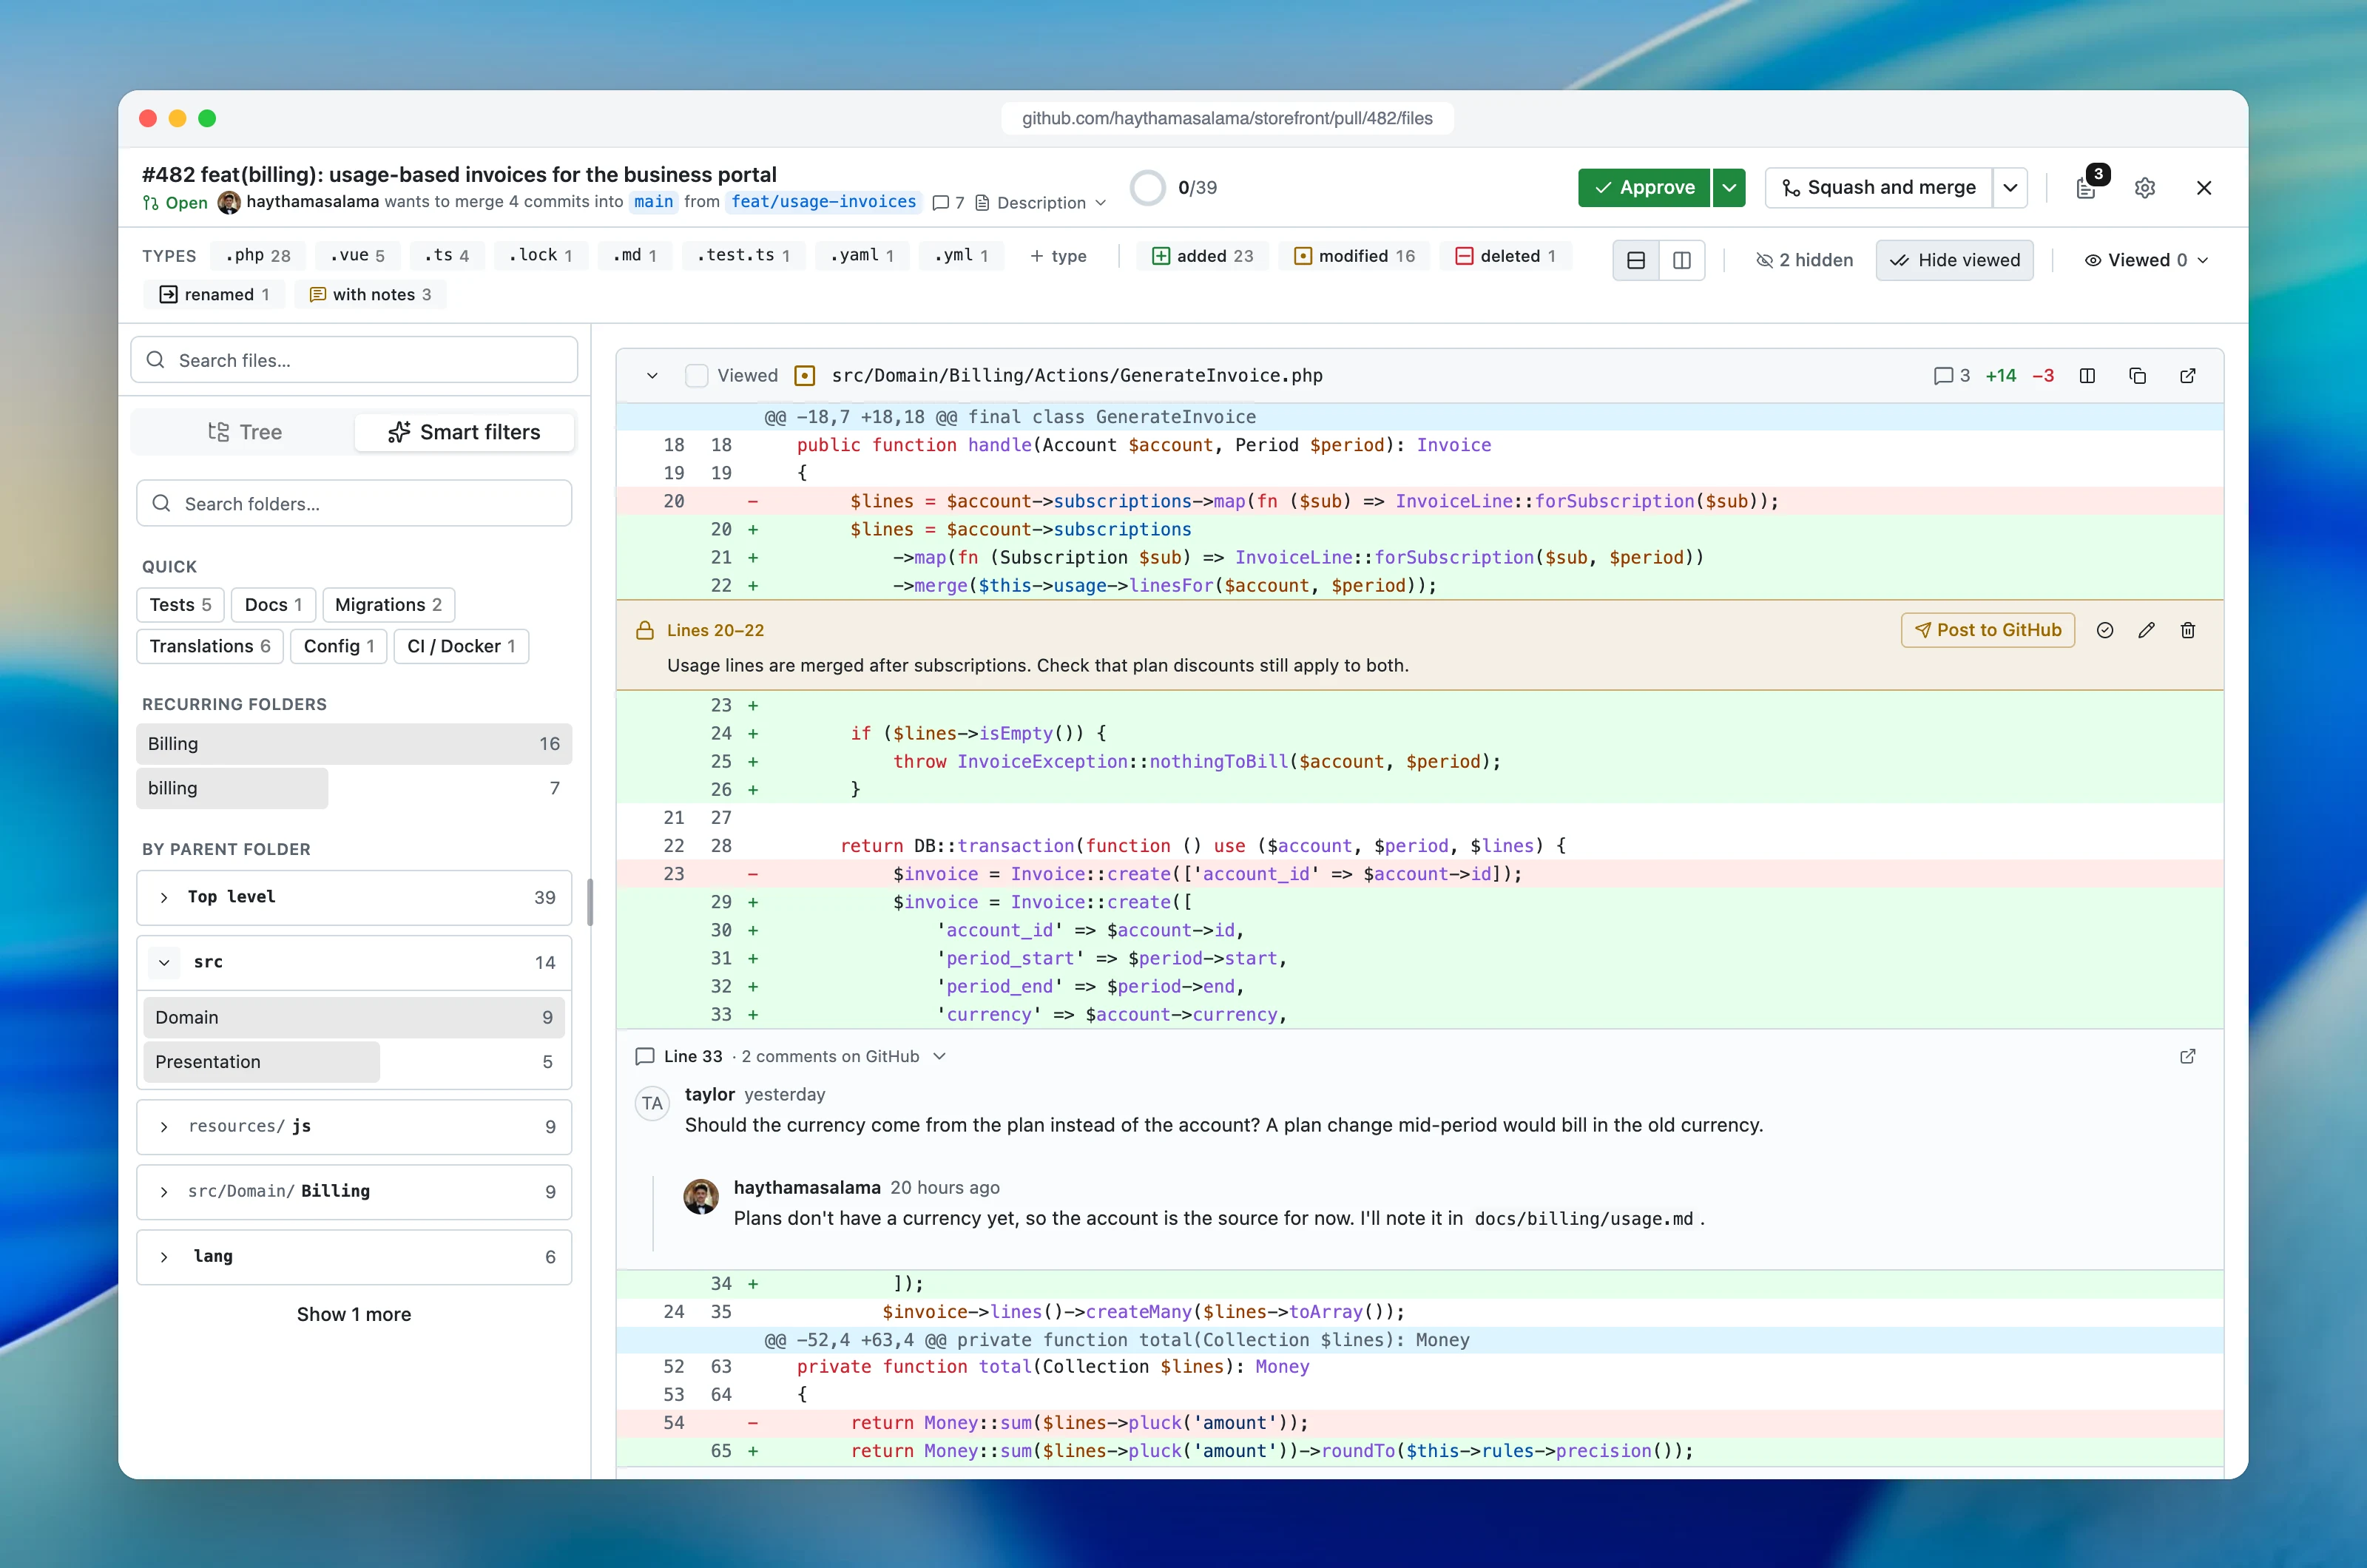 github.com/haythamasalama/storefront/pull/482/files
#482 feat(billing): usage-based invoices for the business portal
Open haythamasalama wants to merge 4 commits into main from feat/usage-invoices 7 Description
0/39
Approve
Squash and merge
3
TYPES .php 28 .vue 5 .ts 4 .lock 1 .md 1 .test.ts 1 .yaml 1 .yml 1 + type added 23 modified 16 deleted 1
renamed 1 with notes 3
2 hidden Hide viewed Viewed 0
Search files...
Tree Smart filters
Search folders...
QUICK
Tests 5 Docs 1 Migrations 2
Translations 6 Config 1 CI / Docker 1
RECURRING FOLDERS
Billing 16
billing 7
BY PARENT FOLDER
Top level 39
src 14
Domain 9
Presentation 5
resources/ js 9
src/Domain/ Billing 9
lang 6
Show 1 more
Viewed src/Domain/Billing/Actions/GenerateInvoice.php 3 +14 −3
@@ −18,7 +18,18 @@ final class GenerateInvoice
18 18 public function handle(Account $account, Period $period): Invoice
19 19 {
20 − $lines = $account->subscriptions->map(fn ($sub) => InvoiceLine::forSubscription($sub));
20 + $lines = $account->subscriptions
21 + ->map(fn (Subscription $sub) => InvoiceLine::forSubscription($sub, $period))
22 + ->merge($this->usage->linesFor($account, $period));
Lines 20–22 Post to GitHub
Usage lines are merged after subscriptions. Check that plan discounts still apply to both.
23 +
24 + if ($lines->isEmpty()) {
25 + throw InvoiceException::nothingToBill($account, $period);
26 + }
21 27
22 28 return DB::transaction(function () use ($account, $period, $lines) {
23 − $invoice = Invoice::create(['account_id' => $account->id]);
29 + $invoice = Invoice::create([
30 + 'account_id' => $account->id,
31 + 'period_start' => $period->start,
32 + 'period_end' => $period->end,
33 + 'currency' => $account->currency,
Line 33 · 2 comments on GitHub
TA taylor yesterday
Should the currency come from the plan instead of the account? A plan change mid-period would bill in the old currency.
haythamasalama 20 hours ago
Plans don't have a currency yet, so the account is the source for now. I'll note it in docs/billing/usage.md .
34 + ]);
24 35 $invoice->lines()->createMany($lines->toArray());
@@ −52,4 +63,4 @@ private function total(Collection $lines): Money
52 63 private function total(Collection $lines): Money
53 64 {
54 − return Money::sum($lines->pluck('amount'));
65 + return Money::sum($lines->pluck('amount'))->roundTo($this->rules->precision());